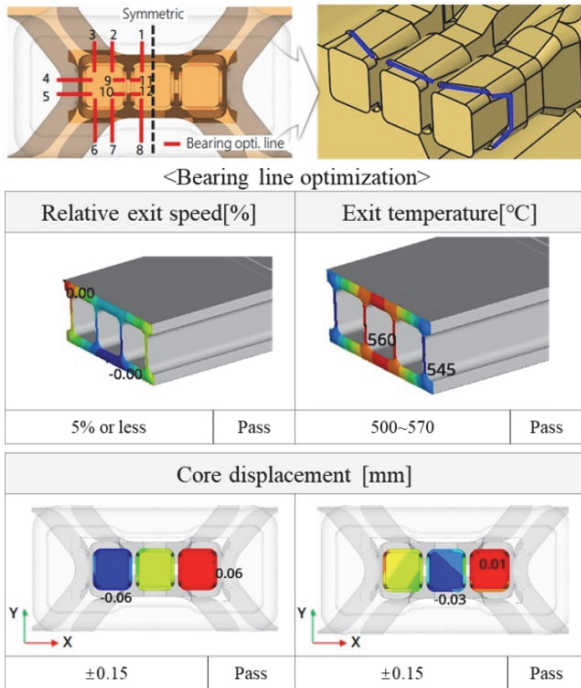 Symmetric
3 2 1
4 9 11
5 10 12
6 7 8
Bearing opti. line
<Bearing line optimization>
Relative exit speed[%] Exit temperature[°C]
0.00
-0.00
560
545
5% or less Pass 500~570 Pass
Core displacement [mm]
0.06
-0.06
Y
X
0.01
-0.03
Y
X
±0.15 Pass ±0.15 Pass